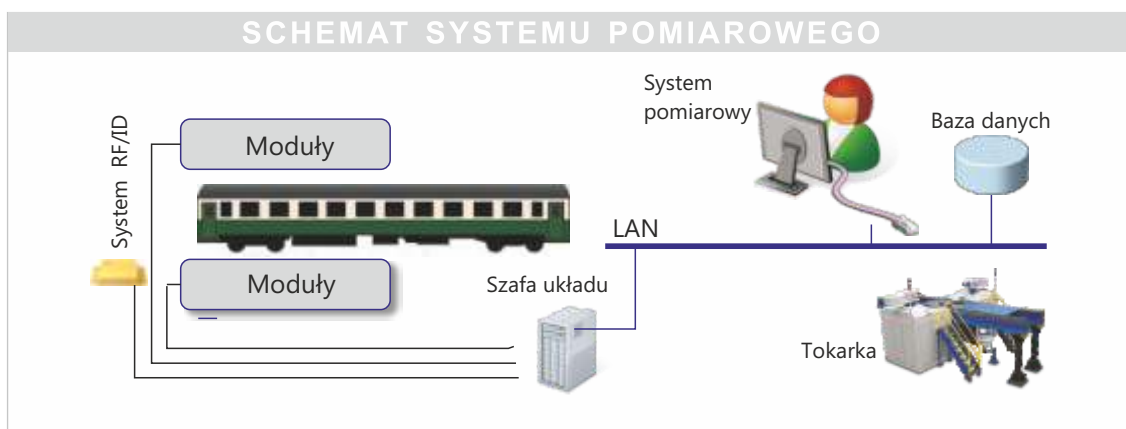 SCHEMAT SYSTEMU POMIAROWEGO
System RF/ID
Moduły
Moduły
System
pomiarowy
Baza danych
LAN
Szafa układu
Tokarka